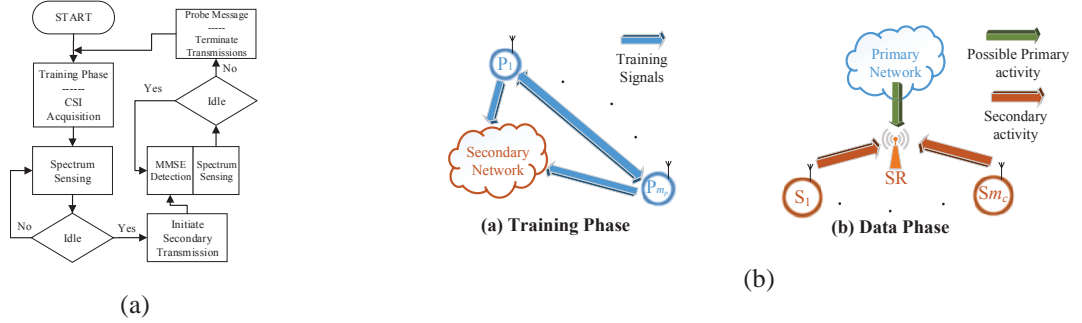 START
Probe Message
-----
Terminate
Transmissions
Training Phase
------
CSI
Acquisition
Yes
No
Idle
Spectrum
Sensing
MMSE
Detection
Spectrum
Sensing
No
Idle
Yes
Initiate
Secondary
Transmission
(a)
P1
Training
Signals
Secondary
Network
Pmp
(a) Training Phase
Primary
Network
Possible Primary
activity
Secondary
activity
SR
S1
Smc
(b) Data Phase
(b)